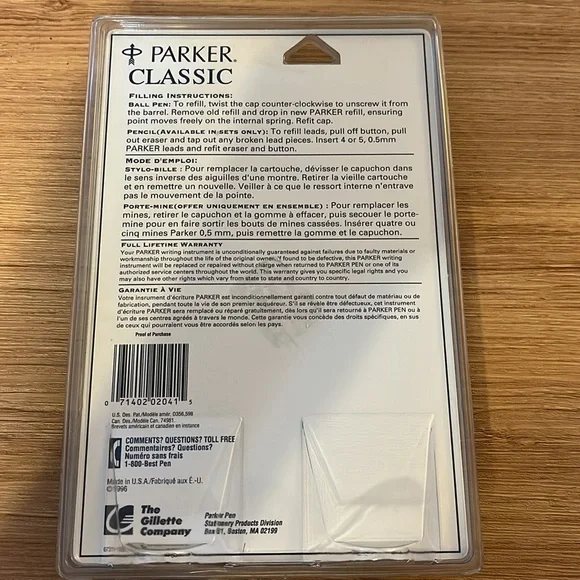 PARKER.
CLASSIC
FILLING INSTRUCTIONS:
BALL PEN: To refill, twist the cap counter-clockwise to unscrew it from
the barrel. Remove old refill and drop in new PARKER refill, ensuring
point moves freely on the internal spring. Refit cap.
PENCIL(AVAILABLE IN SETS ONLY): To refill leads, pull off button, pull
out eraser and tap out any broken lead pieces. Insert 4 or 5, 0.5mm
PARKER leads and refit eraser and button.
MODE D'EMPLOI:
STYLO-BILLE : Pour remplacer la cartouche, dévisser le capuchon dans
le sens inverse des aiguilles d'une montre. Retirer la vieille cartouche
et en remettre un nouvelle. Veiller à ce que le ressort interne n'entrave
pas le mouvement de la pointe.
PORTE-MINE(OFFER UNIQUEMENT EN ENSEMBLE) : Pour remplacer les
mines, retirer le capuchon et la gomme à effacer, puis secouer le porte-
mine pour en faire sortir les bouts de mines cassées. Insérer quatre ou
cinq mines Parker 0,5 mm, puis remettre la gomme et le capuchon.
FULL LIFETIME WARRANTY
Your PARKER writing instrument is unconditionally guaranteed against failures due to faulty materials or
workmanship throughout the life of the original owner. If found to be defective, this PARKER writing
instrument will be replaced or repaired without charge when returned to PARKER PEN or one of its
authorized service centers throughout the world. This warranty gives you specific legal rights and you
may also have other rights which vary from state to state and country to country.
GARANTIE À VIE
Votre insrument d'écriture PARKER est inconditionnellement garanti contre tout défaut de matériau ou de
fabrication, pendant toute la vie de son premier acquéreur. S'il se révèle être défectueux, cet instrument
d'écriture PARKER sera remplacé ou réparé gratuitement, dès lors qu'il sera retourné à PARKER PEN ou à
l'un de ses centres agréés à travers le monde. Cette garantie vous concède des droits spécifiques, en sus
de ceux qui pourraient vous être accordés selon les pays.
Proof of Purchase
0 71402 02041 5
U.S. Des. Pat./Modèle amér. D356,596
Can. Des./Modèle Can. 74981.
Brevets américain et canadien en instance
COMMENTS? QUESTIONS? TOLL FREE
Commentaires? Questions?
Numéro sans frais
1-800-Best Pen
Made in U.S.A./Fabriqué aux É.-U.
©1996
The
Gillette
Company
Parker Pen
Stationery Products Division
Box 61, Boston, MA 02199